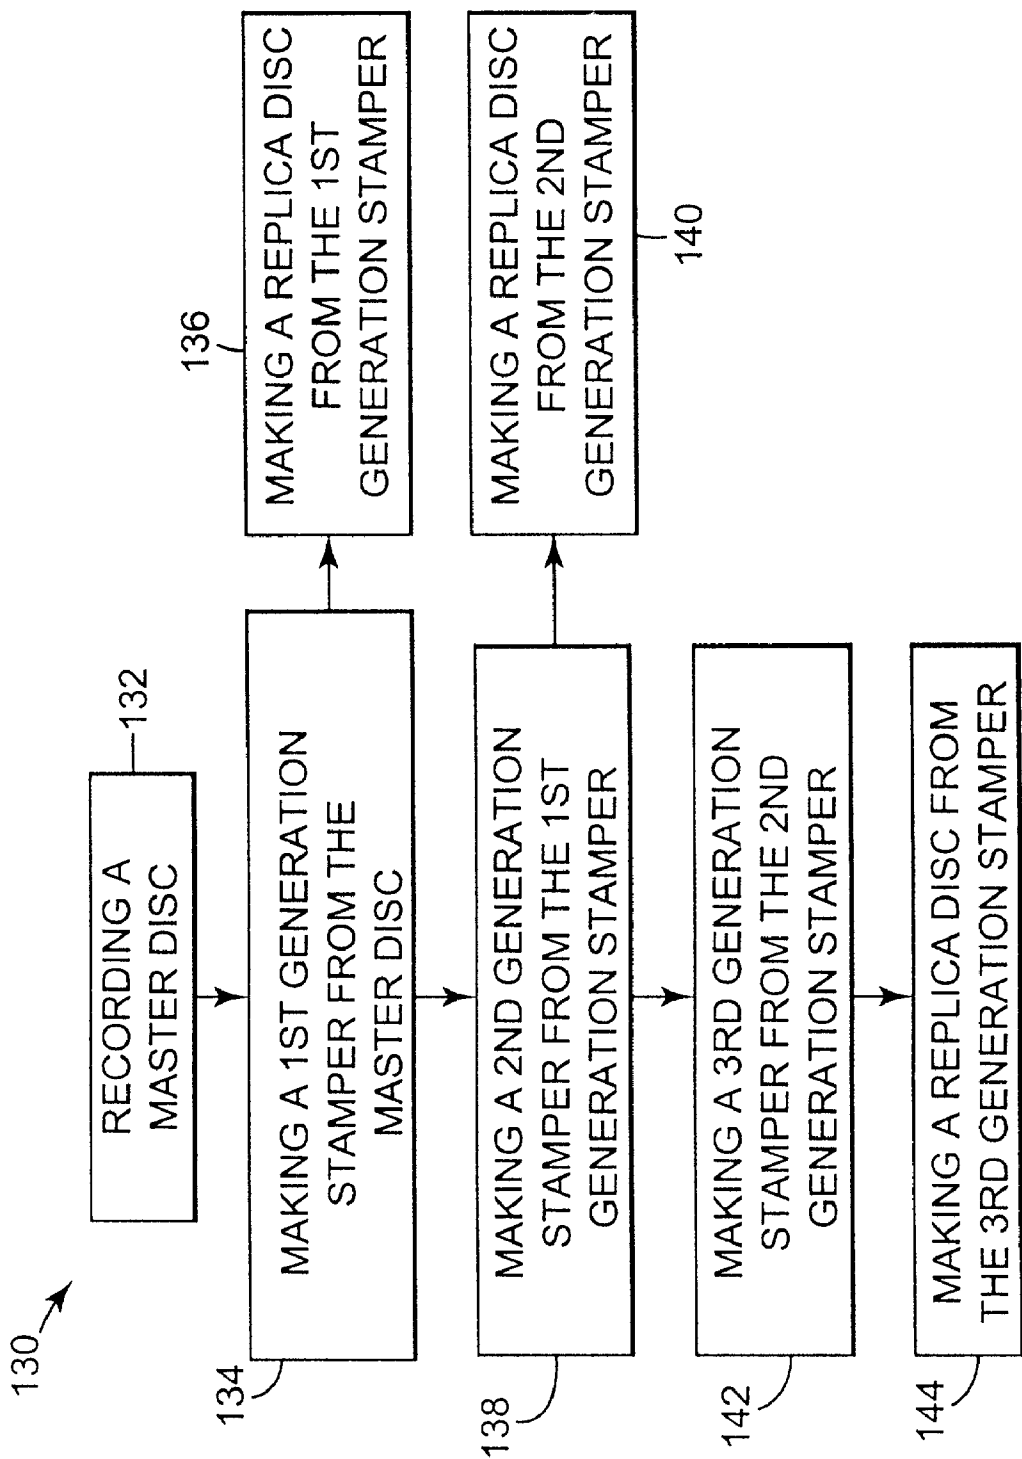 130
RECORDING A
MASTER DISC
132
134
MAKING A 1ST GENERATION
STAMPER FROM THE
MASTER DISC
136
MAKING A REPLICA DISC
FROM THE 1ST
GENERATION STAMPER
138
MAKING A 2ND GENERATION
STAMPER FROM THE 1ST
GENERATION STAMPER
MAKING A REPLICA DISC
FROM THE 2ND
GENERATION STAMPER
140
142
MAKING A 3RD GENERATION
STAMPER FROM THE 2ND
GENERATION STAMPER
144
MAKING A REPLICA DISC FROM
THE 3RD GENERATION STAMPER